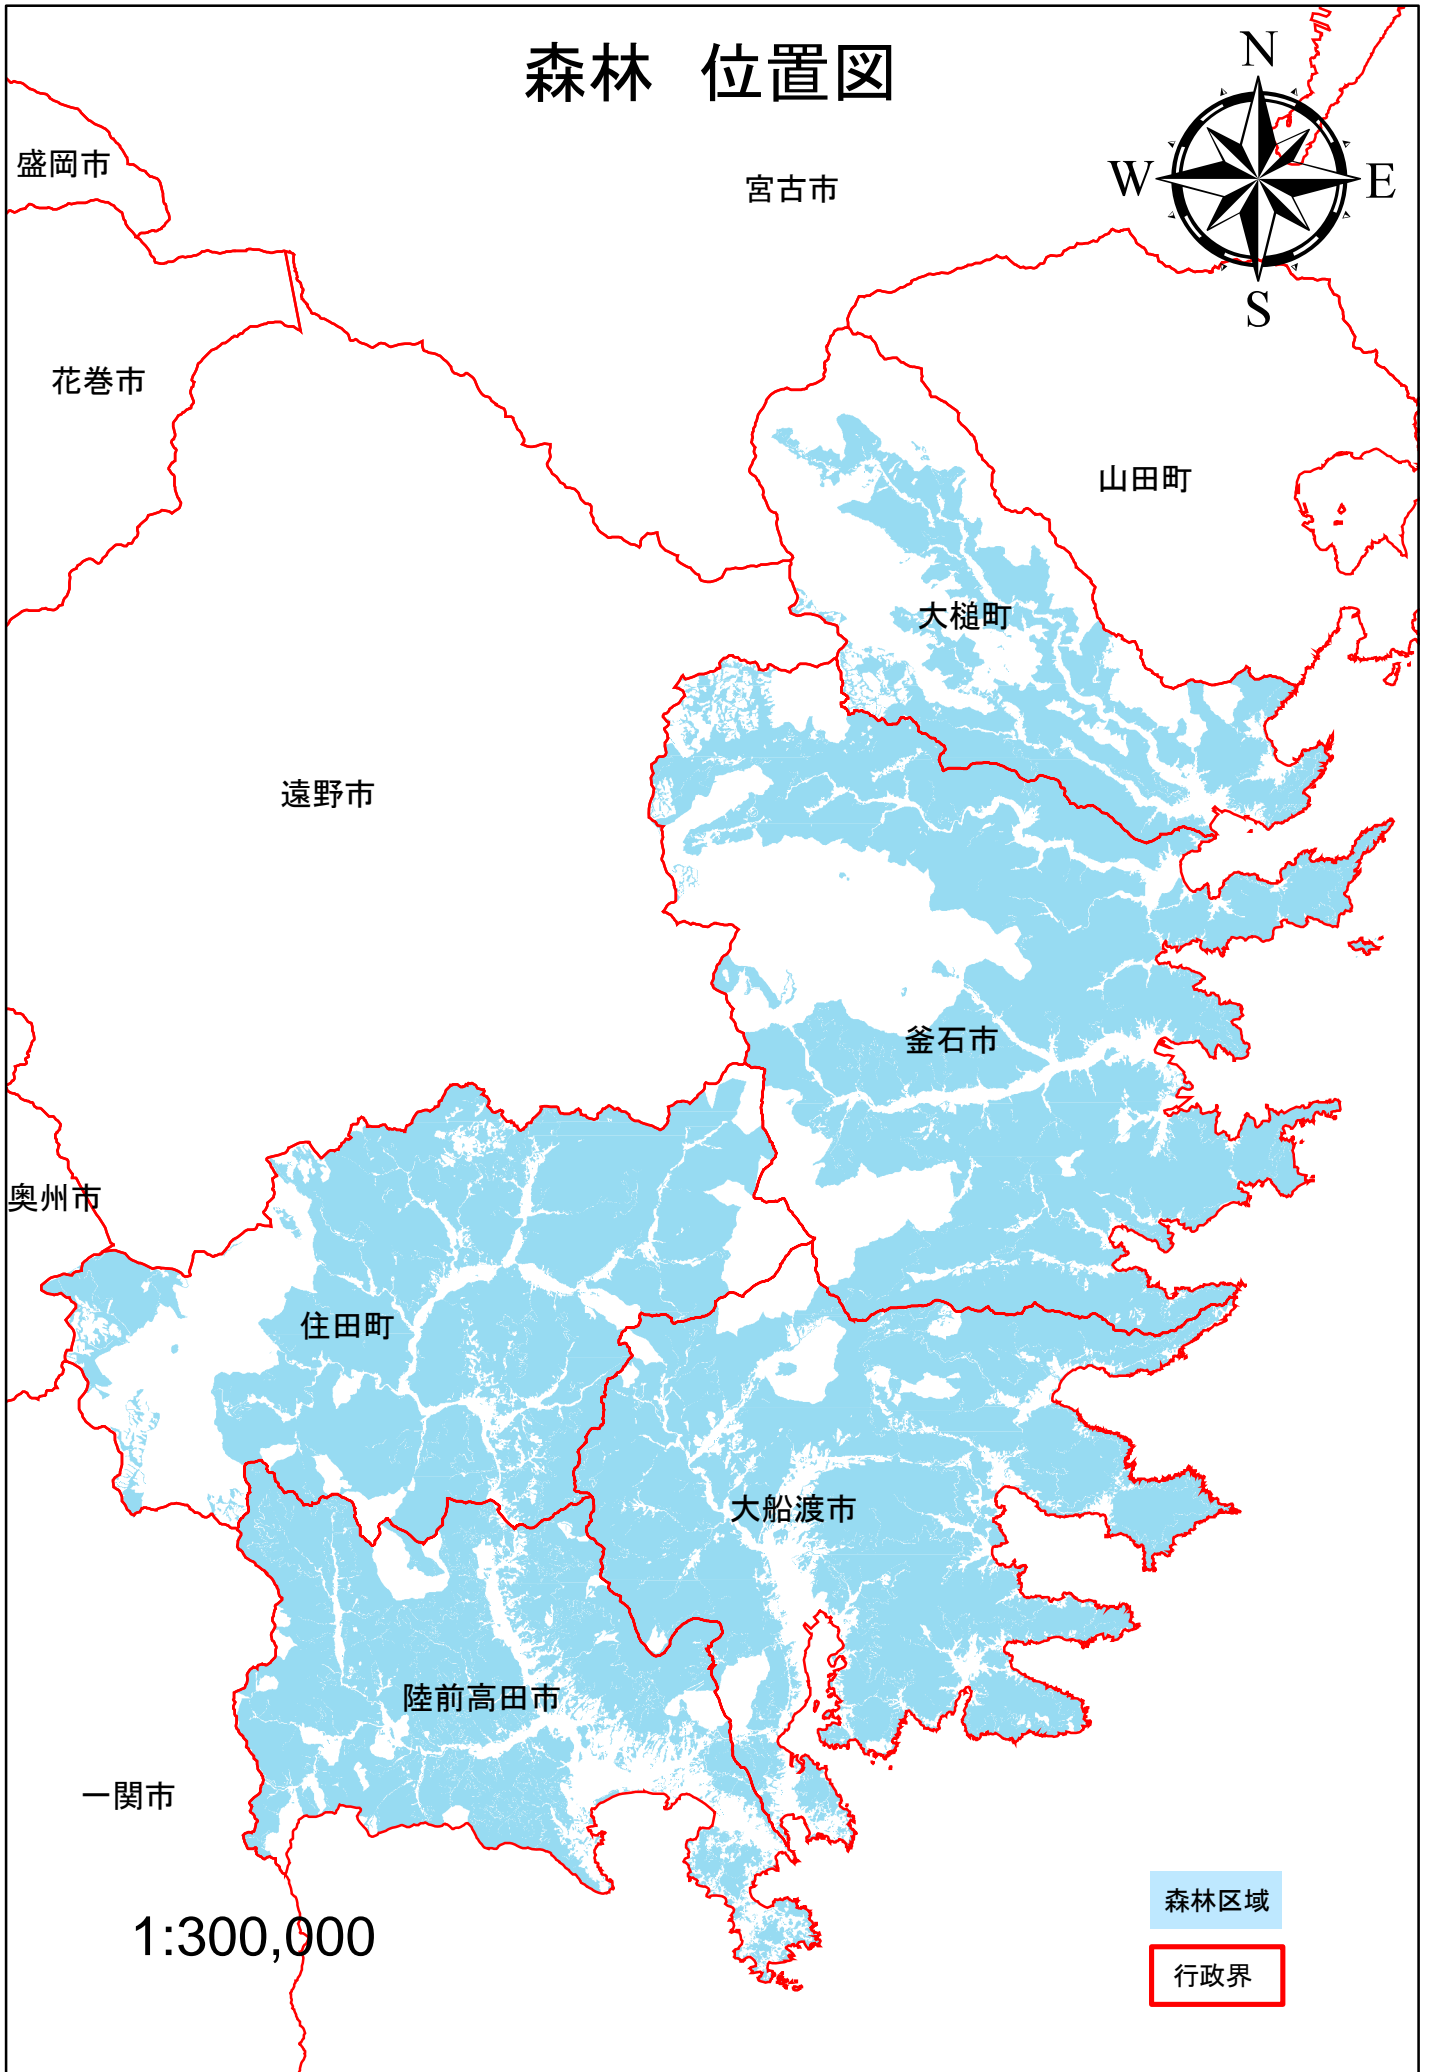 森林 位置図
N
盛岡市
W
E
宮古市
S
花巻市
山田町
大槌町
遠野市
釜石市
奥州市
住田町
大船渡市
陸前高田市
一関市
森林区域
1:300,000
行政界